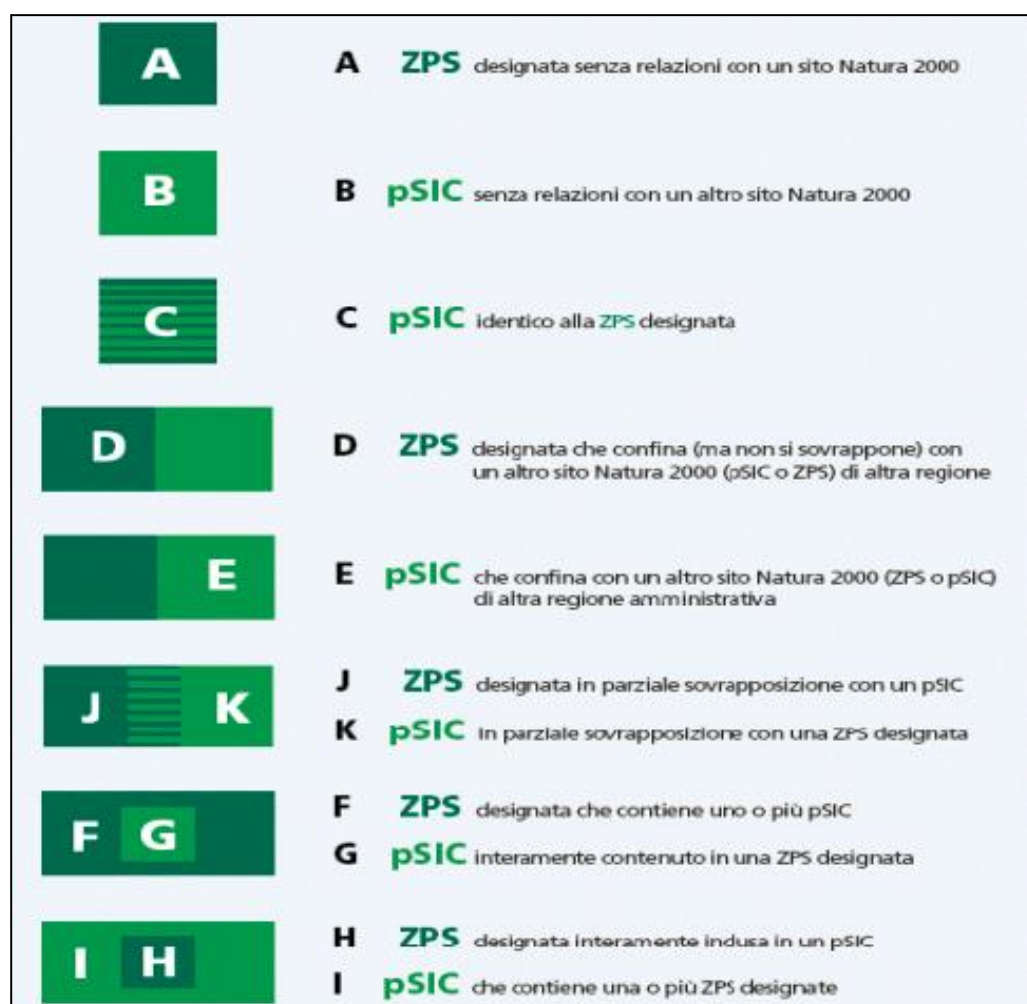 A A ZPS designata senza relazioni con un sito Natura 2000
B B pSIC senza relazioni con un altro sito Natura 2000
C C pSIC identico alla ZPS designata
D D ZPS designata che confina (ma non si sovrappone) con
un altro sito Natura 2000 (pSIC o ZPS) di altra regione
E E pSIC che confina con un altro sito Natura 2000 (ZPS o pSIC)
di altra regione amministrativa
J K J ZPS designata in parziale sovrapposizione con un pSIC
K pSIC in parziale sovrapposizione con una ZPS designata
F G F ZPS designata che contiene uno o più pSIC
G pSIC interamente contenuto in una ZPS designata
I H H ZPS designata interamente inclusa in un pSIC
I pSIC che contiene una o più ZPS designate